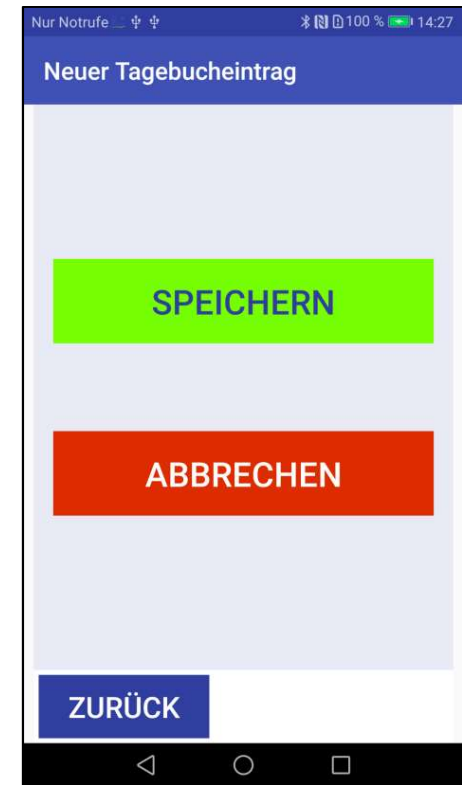 Nur Notrufe 100 % 14:27
Neuer Tagebucheintrag
SPEICHERN
ABBRECHEN
ZURÜCK